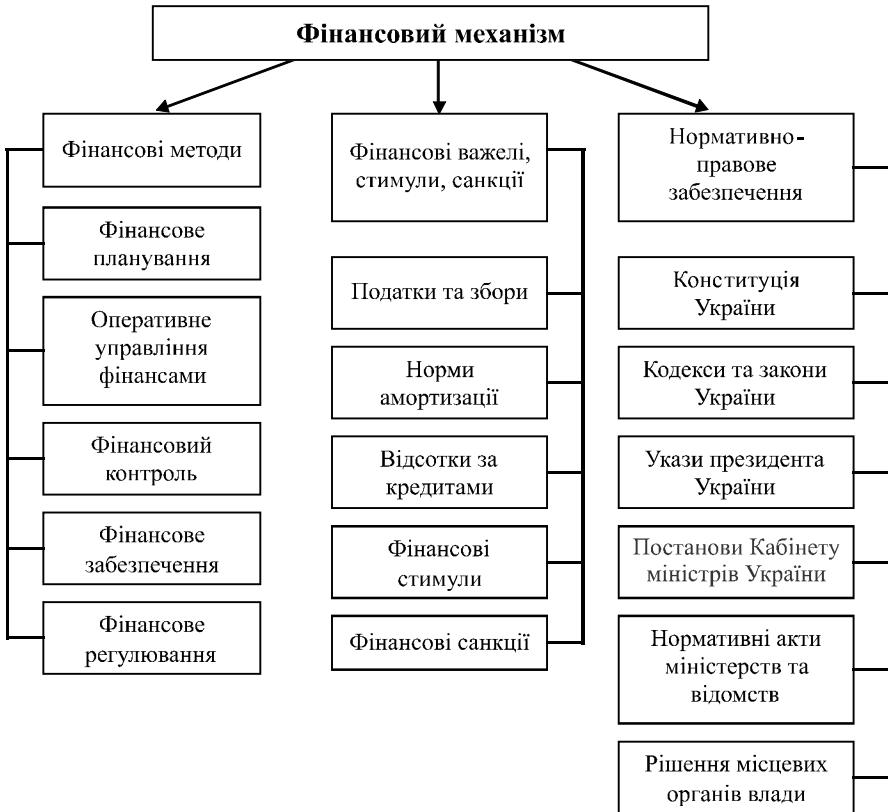 Фінансовий механізм
Фінансові методи
Фінансове
планування
Оперативне
управління
фінансами
Фінансовий
контроль
Фінансове
забезпечення
Фінансове
регулювання
Фінансові важелі,
стимули, санкції
Податки та збори
Норми
амортизації
Відсотки за
кредитами
Фінансові
стимули
Фінансові санкції
Нормативно-
правове
забезпечення
Конституція
України
Кодекси та закони
України
Укази президента
України
Постанови Кабінету
міністрів України
Нормативні акти
міністерств та
відомств
Рішення місцевих
органів влади